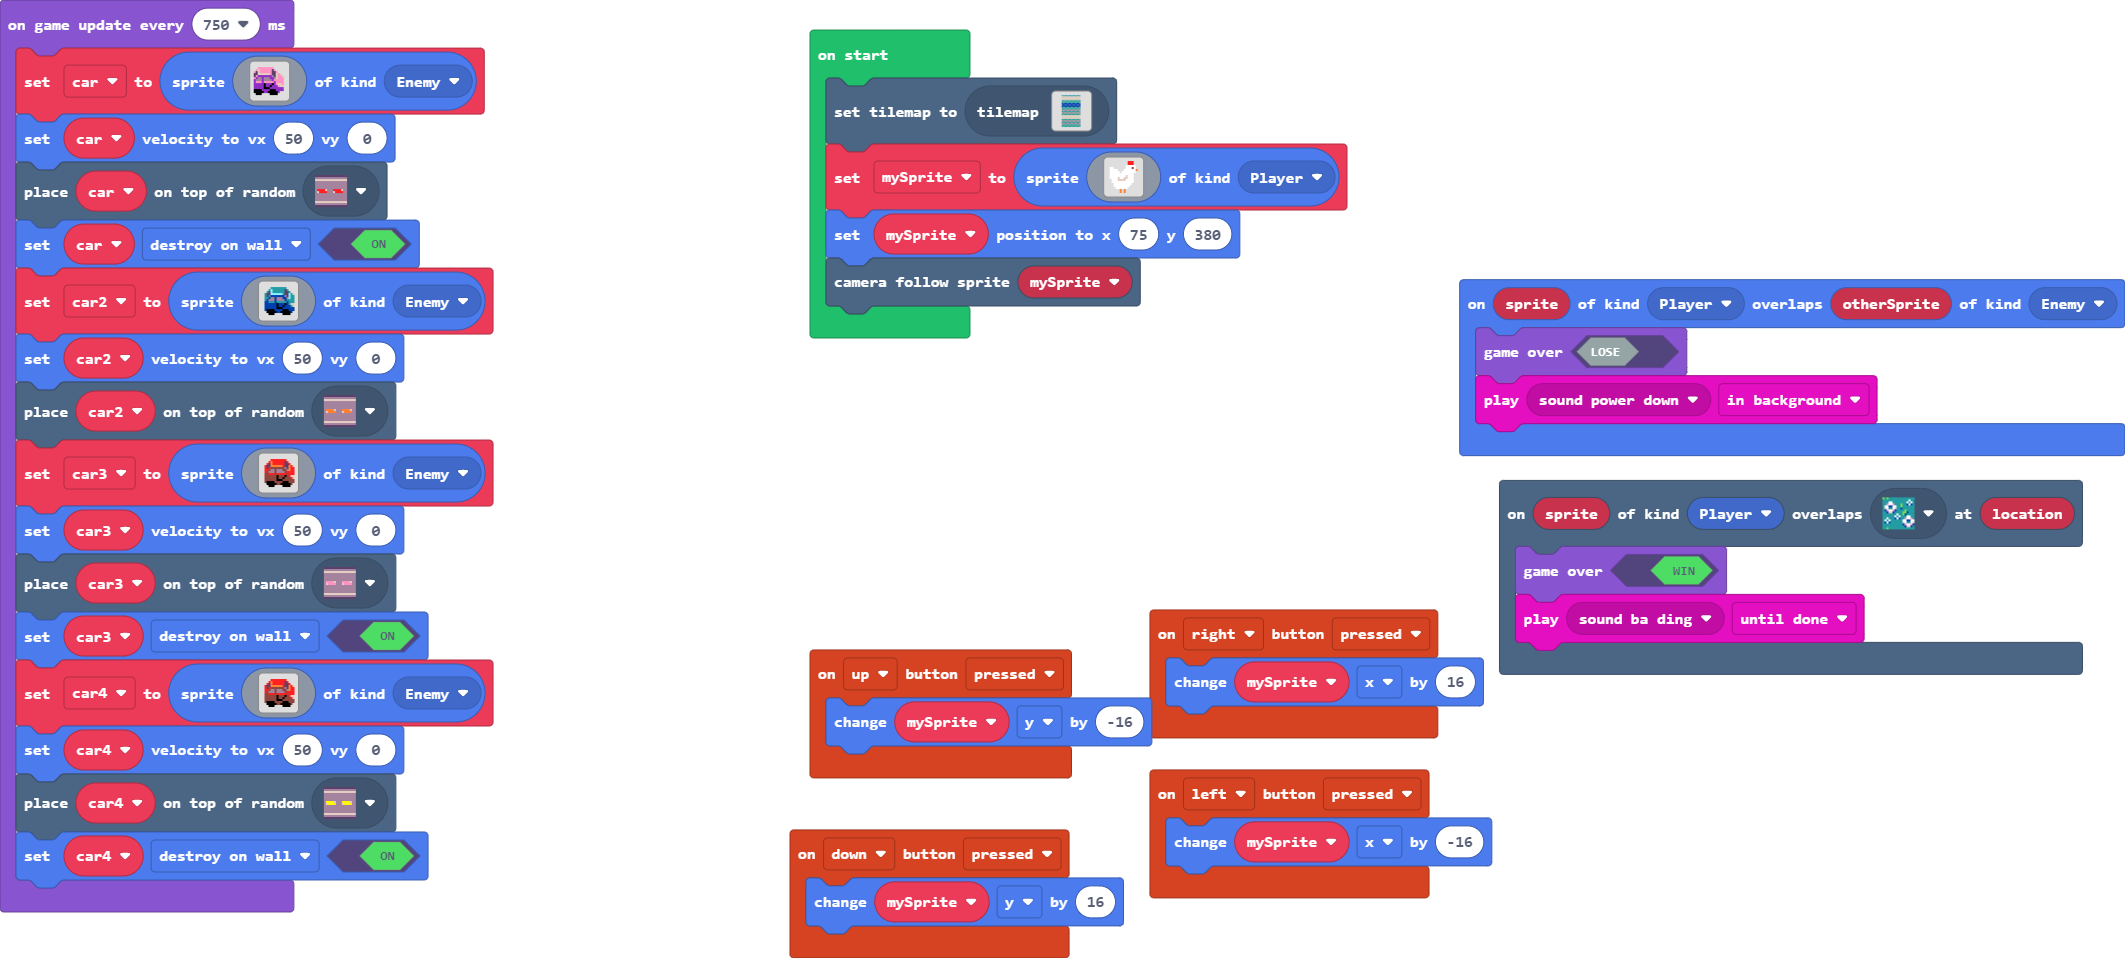 on game update every 750 ms
set car to sprite of kind Enemy
set car velocity to vx 50 vy 0
place car on top of random
set car destroy on wall ON
set car2 to sprite of kind Enemy
set car2 velocity to vx 50 vy 0
place car2 on top of random
set car3 to sprite of kind Enemy
set car3 velocity to vx 50 vy 0
place car3 on top of random
set car3 destroy on wall ON
set car4 to sprite of kind Enemy
set car4 velocity to vx 50 vy 0
place car4 on top of random
set car4 destroy on wall ON
on start
set tilemap to tilemap
set mySprite to sprite of kind Player
set mySprite position to x 75 y 380
camera follow sprite mySprite
on sprite of kind Player overlaps otherSprite of kind Enemy
game over LOSE
play sound power down in background
on sprite of kind Player overlaps at location
game over WIN
play sound ba ding until done
on up button pressed
change mySprite y by -16
on right button pressed
change mySprite x by 16
on down button pressed
change mySprite y by 16
on left button pressed
change mySprite x by -16